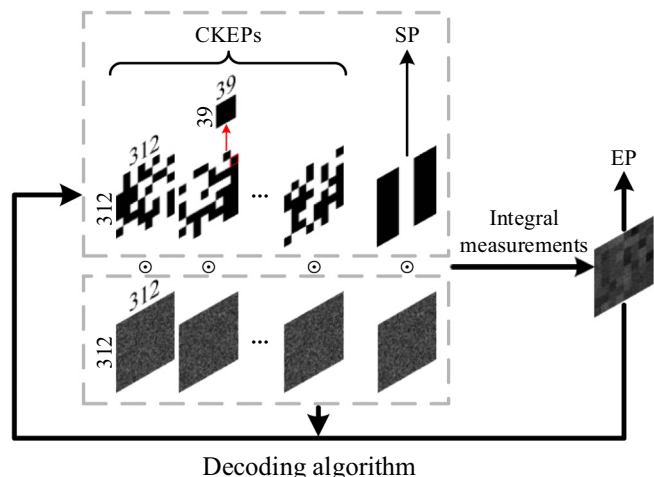 CKEPs
SP
39
39
312
312
...
EP
Integral
measurements
312
312
...
Decoding algorithm